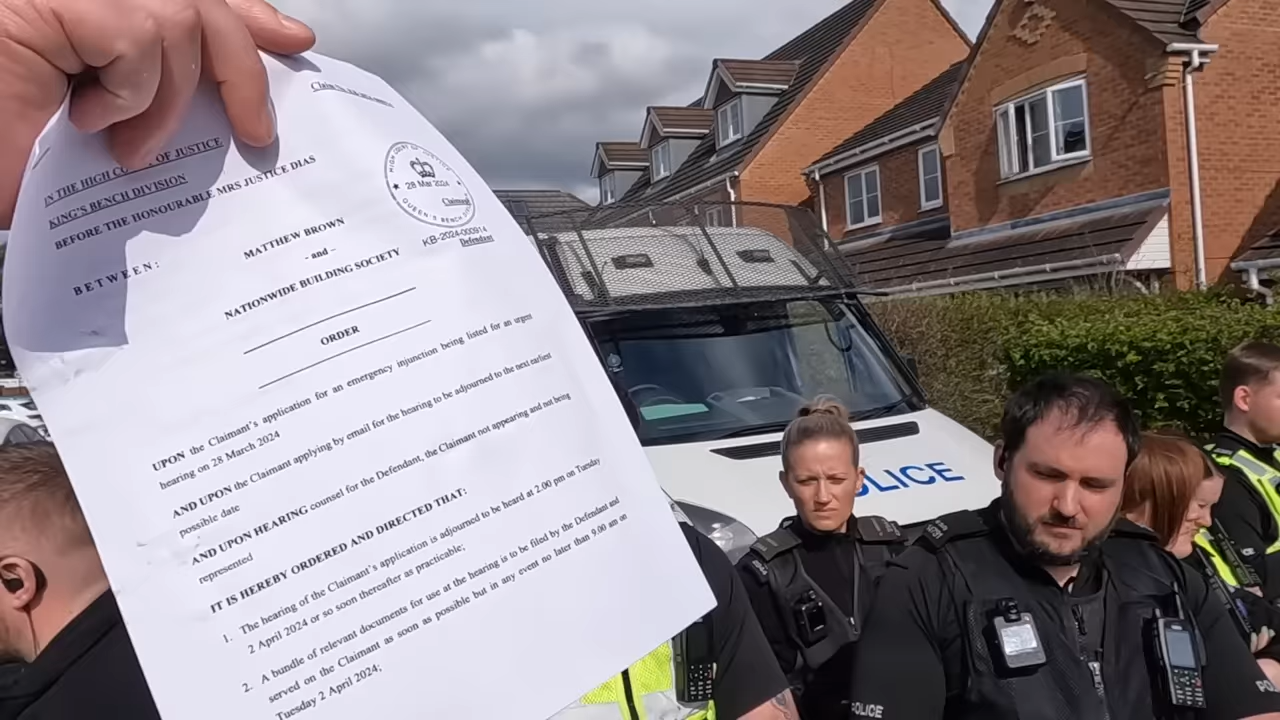 Claim No.
IN THE HIGH COURT OF JUSTICE
KING'S BENCH DIVISION
BEFORE THE HONOURABLE MRS JUSTICE DIAS
HIGH COURT OF JUSTICE
28 Mar 2024
QUEEN'S BENCH
KB-2024-000914
BETWEEN:
MATTHEW BROWN
Claimant
- and -
NATIONWIDE BUILDING SOCIETY
Defendant
ORDER
UPON the Claimant's application for an emergency injunction being listed for an urgent
hearing on 28 March 2024
AND UPON the Claimant applying by email for the hearing to be adjourned to the next earliest
possible date
AND UPON HEARING counsel for the Defendant, the Claimant not appearing and not being
represented
IT IS HEREBY ORDERED AND DIRECTED THAT:
1. The hearing of the Claimant's application is adjourned to be heard at 2.00 pm on Tuesday
2 April 2024 or so soon thereafter as practicable;
2. A bundle of relevant documents for use at the hearing is to be filed by the Defendant and
served on the Claimant as soon as possible but in any event no later than 9.00 am on
Tuesday 2 April 2024;
POLICE
POLICE